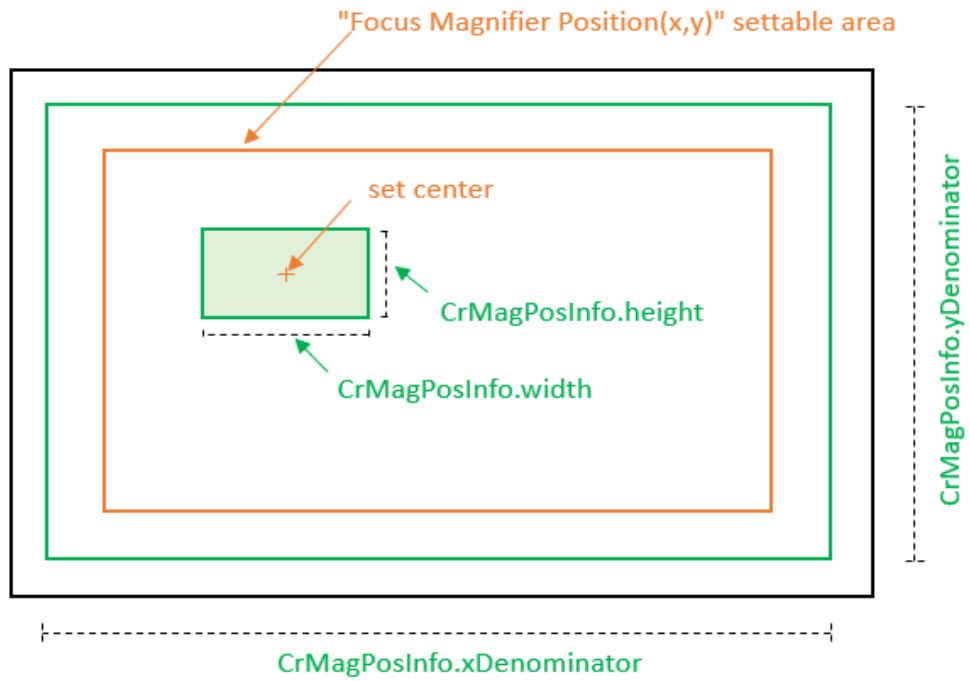 "Focus Magnifier Position(x,y)" settable area
set center
CrMagPosInfo.height
CrMagPosInfo.width
CrMagPosInfo.yDenominator
CrMagPosInfo.xDenominator